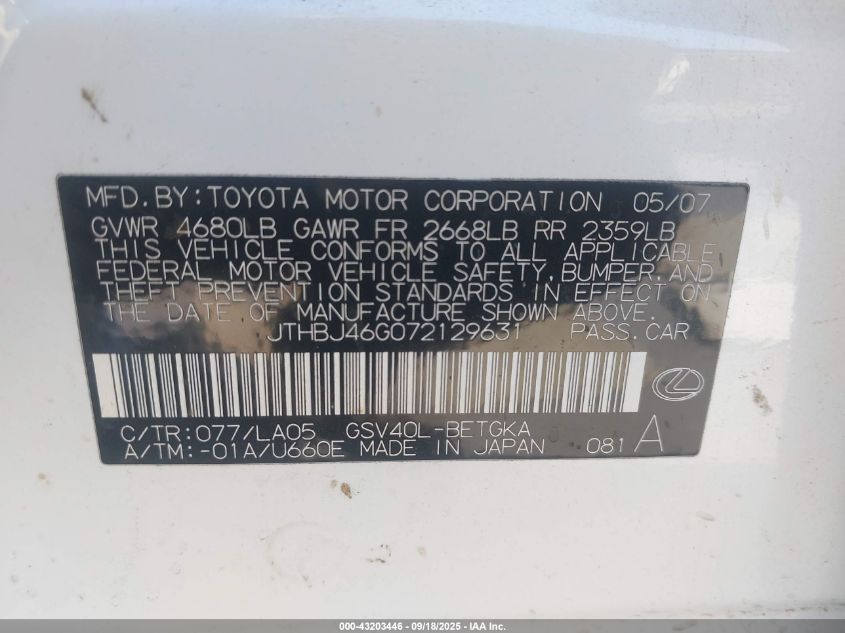 MFD.BY:TOYOTA MOTOR CORPORATION 05/07
GVWR 4680LB GAWR FR 2668LB RR 2359LB
THIS VEHICLE CONFORMS TO ALL APPLICABLE
FEDERAL MOTOR VEHICLE SAFETY,BUMPER,AND
THEFT PREVENTION STANDARDS IN EFFECT ON
THE DATE OF MANUFACTURE SHOWN ABOVE.
JTHBJ46G072129631 PASS.CAR
C/TR:077/LA05 GSV40L-BETGKA
A/TM:-01A/U660E MADE IN JAPAN 081 A
000-43203446 - 09/18/2025 - IAA Inc.